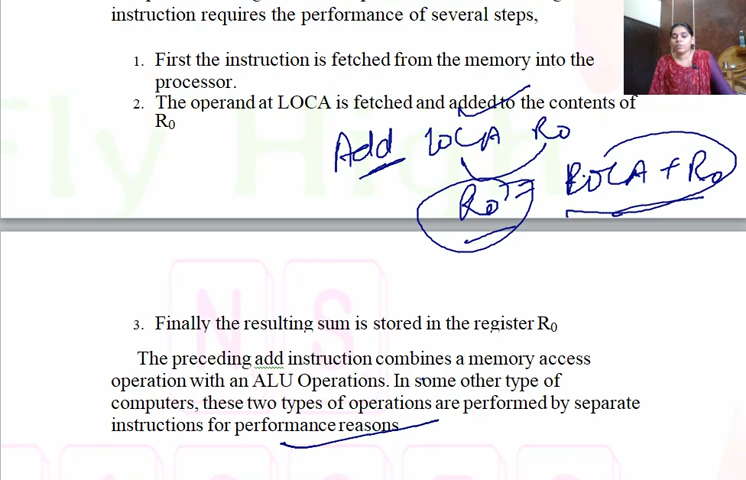 instruction requires the performance of several steps,
1. First the instruction is fetched from the memory into the
processor.
2. The operand at LOCA is fetched and added to the contents of
R0
Add LOCA R0
R0 = LOCA + R0
3. Finally the resulting sum is stored in the register R0
The preceding add instruction combines a memory access
operation with an ALU Operations. In some other type of
computers, these two types of operations are performed by separate
instructions for performance reasons